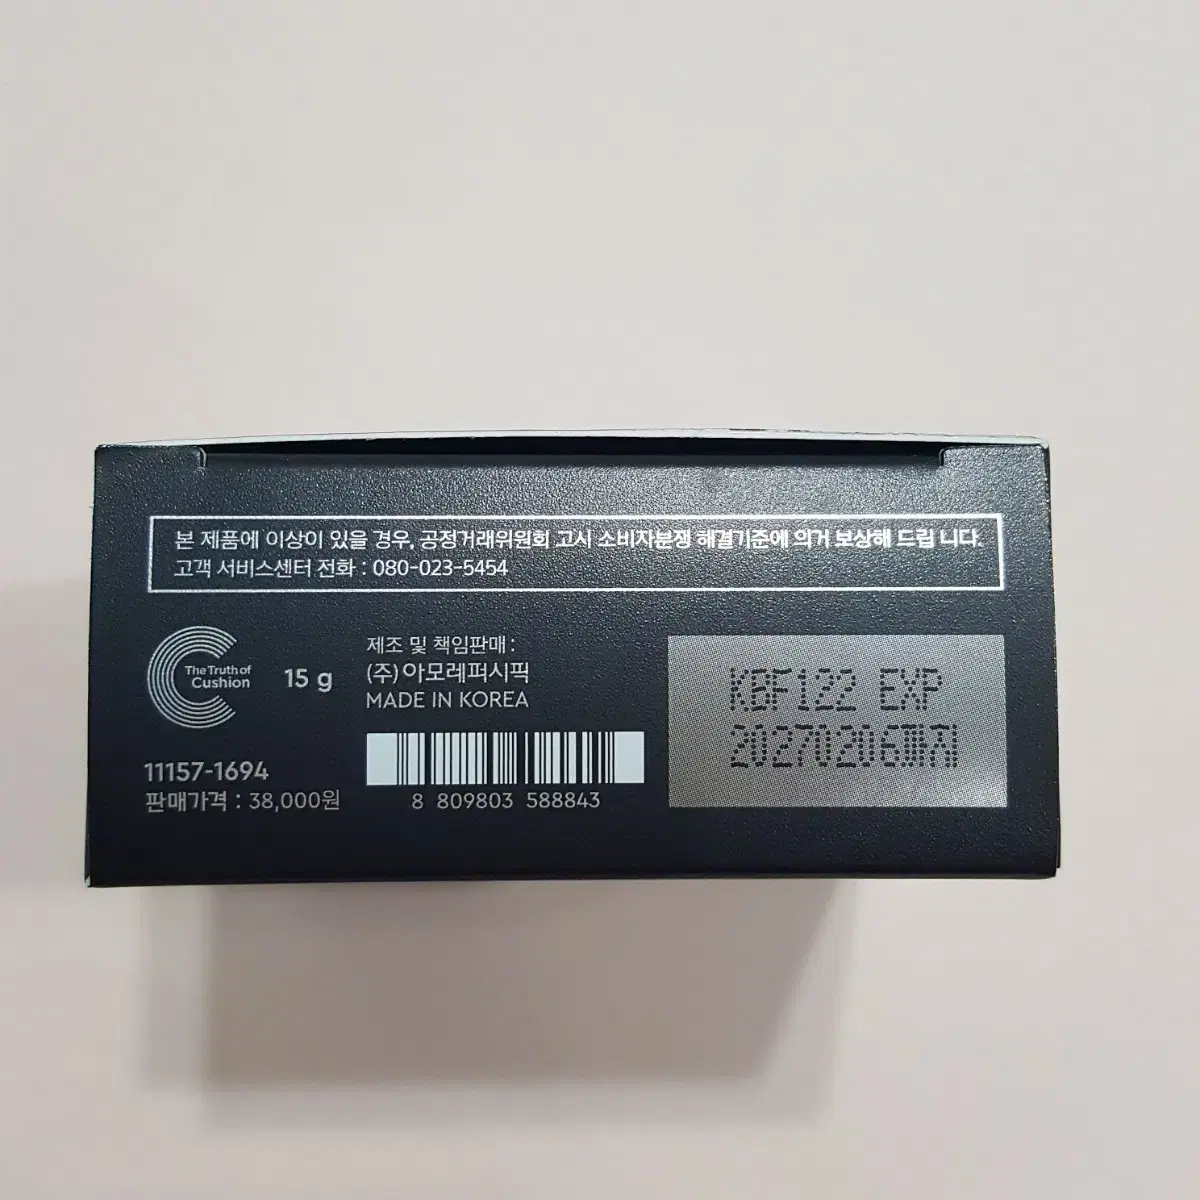 본 제품에 이상이 있을 경우, 공정거래위원회 고시 소비자분쟁 해결기준에 의거 보상해 드립 니다.
고객 서비스센터 전화 : 080-023-5454
The Truth of
Cushion
15 g
제조 및 책임판매 :
(주)아모레퍼시픽
MADE IN KOREA
11157-1694
판매가격 : 38,000원
8 809803 588843
KBF122 EXP
20270206까지